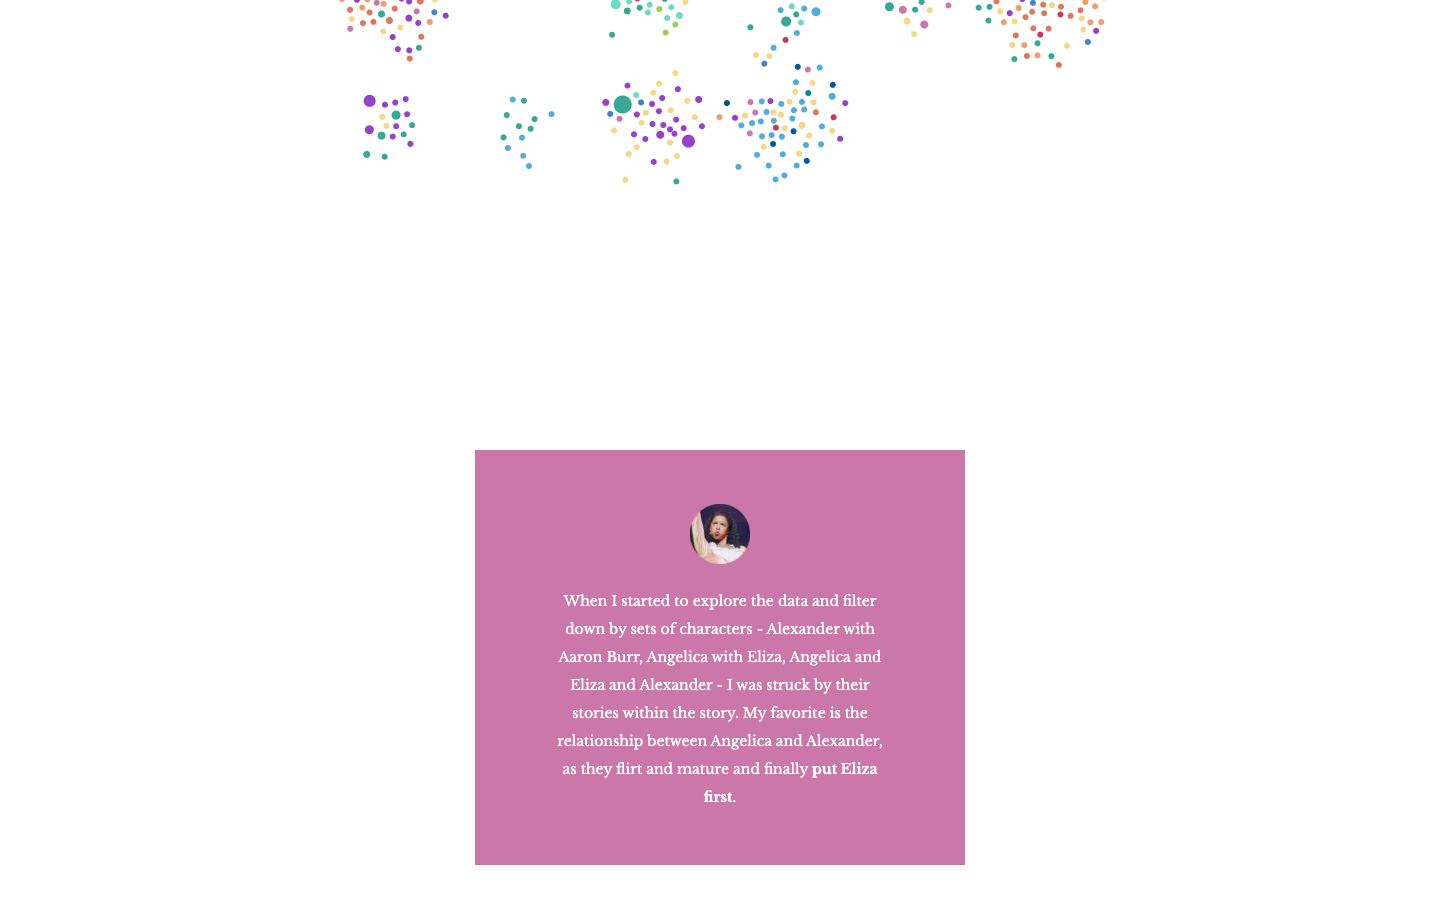 When I started to explore the data and filter
down by sets of characters - Alexander with
Aaron Burr, Angelica with Eliza, Angelica and
Eliza and Alexander - I was struck by their
stories within the story. My favorite is the
relationship between Angelica and Alexander,
as they flirt and mature and finally put Eliza
first.